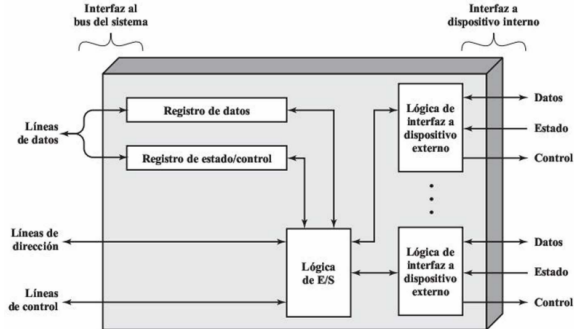 Interfaz al
bus del sistema
Interfaz a
dispositivo interno
Registro de datos
Líneas
de datos
Registro de estado/control
Lógica de
interfaz a
dispositivo
externo
Datos
Estado
Control
Líneas de
dirección
Lógica
de E/S
Líneas
de control
Lógica de
interfaz a
dispositivo
externo
Datos
Estado
Control